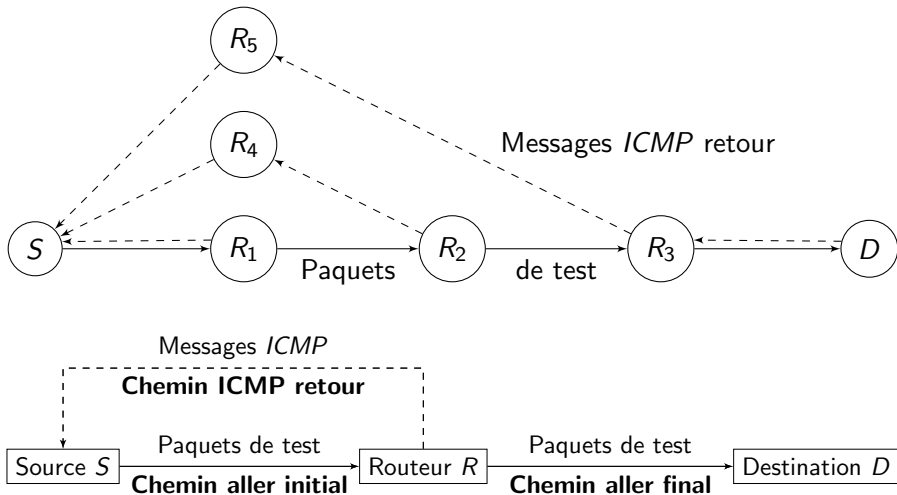 R5
R4
Messages ICMP retour
S
R1
R2
R3
D
Paquets
de test
Messages ICMP
Chemin ICMP retour
Paquets de test
Paquets de test
Source S
Routeur R
Destination D
Chemin aller initial
Chemin aller final